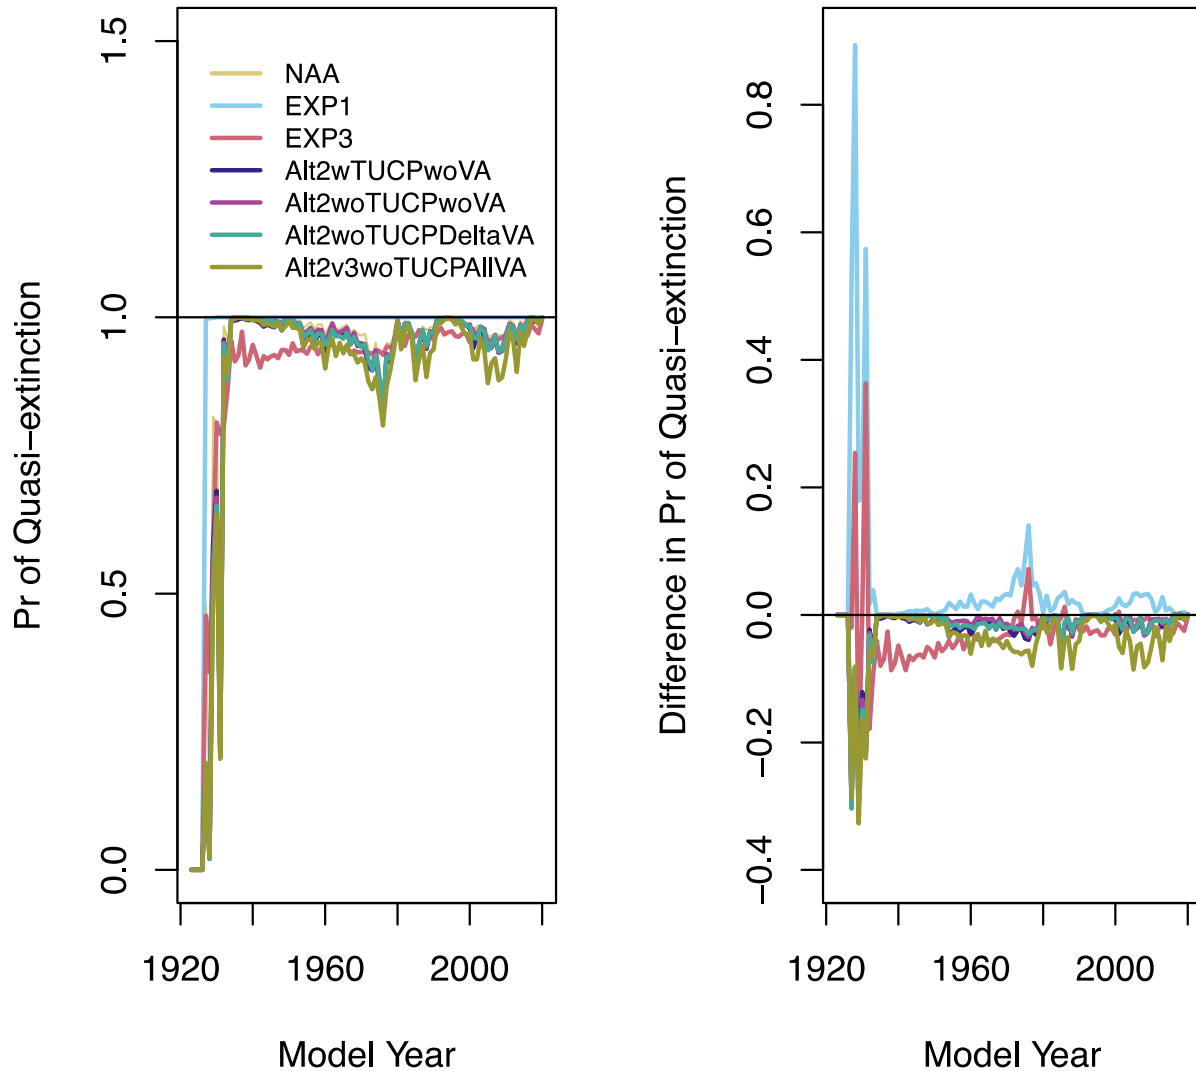 Pr of Quasi−extinction
1.5
1.0
0.5
0.0
NAA
EXP1
EXP3
Alt2wTUCPwoVA
Alt2woTUCPwoVA
Alt2woTUCPDeltaVA
Alt2v3woTUCPAllVA
1920
1960
2000
Model Year
Difference in Pr of Quasi−extinction
0.8
0.6
0.4
0.2
0.0
−0.2
−0.4
1920
1960
2000
Model Year